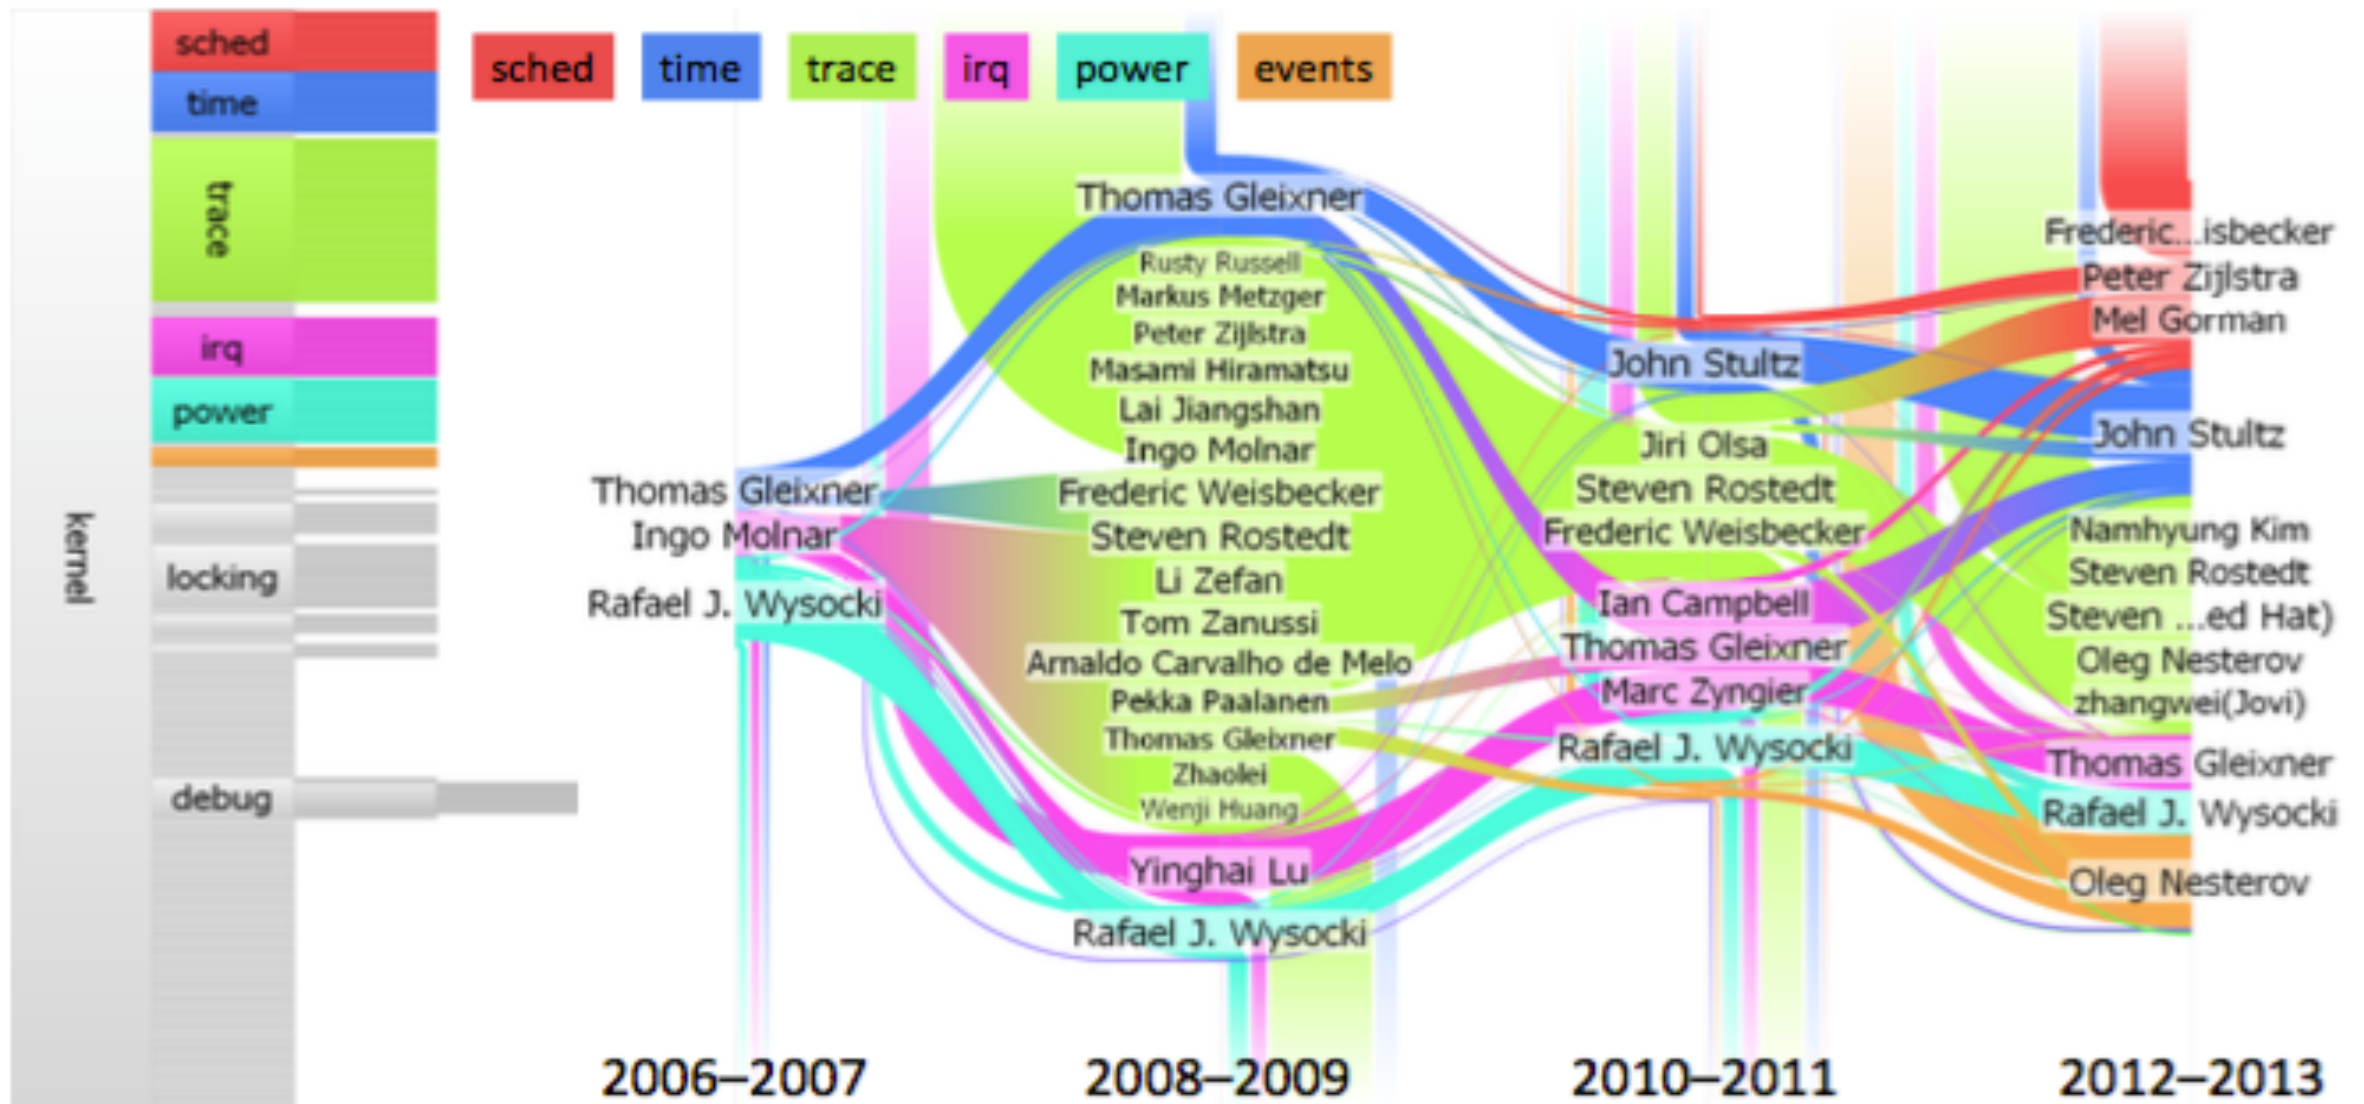 sched
time
trace
irq
power
locking
debug
kernel
sched time trace irq power events
Thomas Gleixner
Ingo Molnar
Rafael J. Wysocki
2006–2007
Thomas Gleixner
Rusty Russell
Markus Metzger
Peter Zijlstra
Masami Hiramatsu
Lai Jiangshan
Ingo Molnar
Frederic Weisbecker
Steven Rostedt
Li Zefan
Tom Zanussi
Arnaldo Carvalho de Melo
Pekka Paalanen
Thomas Gleixner
Zhaolei
Wenji Huang
Yinghai Lu
Rafael J. Wysocki
2008–2009
John Stultz
Jiri Olsa
Steven Rostedt
Frederic Weisbecker
Ian Campbell
Thomas Gleixner
Marc Zyngier
Rafael J. Wysocki
2010–2011
Frederic...isbecker
Peter Zijlstra
Mel Gorman
John Stultz
Namhyung Kim
Steven Rostedt
Steven ...ed Hat)
Oleg Nesterov
zhangwei(Jovi)
Thomas Gleixner
Rafael J. Wysocki
Oleg Nesterov
2012–2013